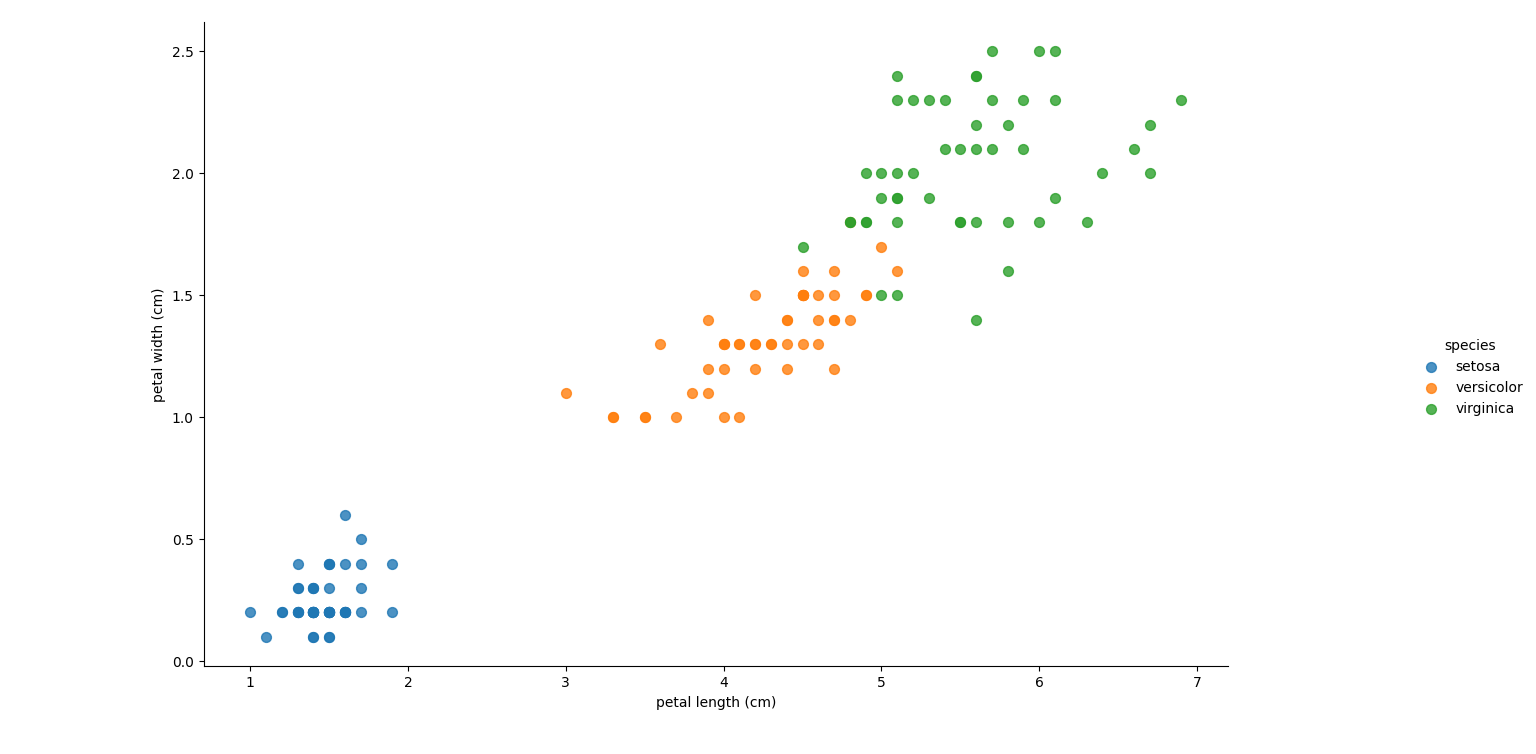 2.5
2.0
1.5
1.0
0.5
0.0
petal width (cm)
1 2 3 4 5 6 7
petal length (cm)
species
setosa
versicolor
virginica